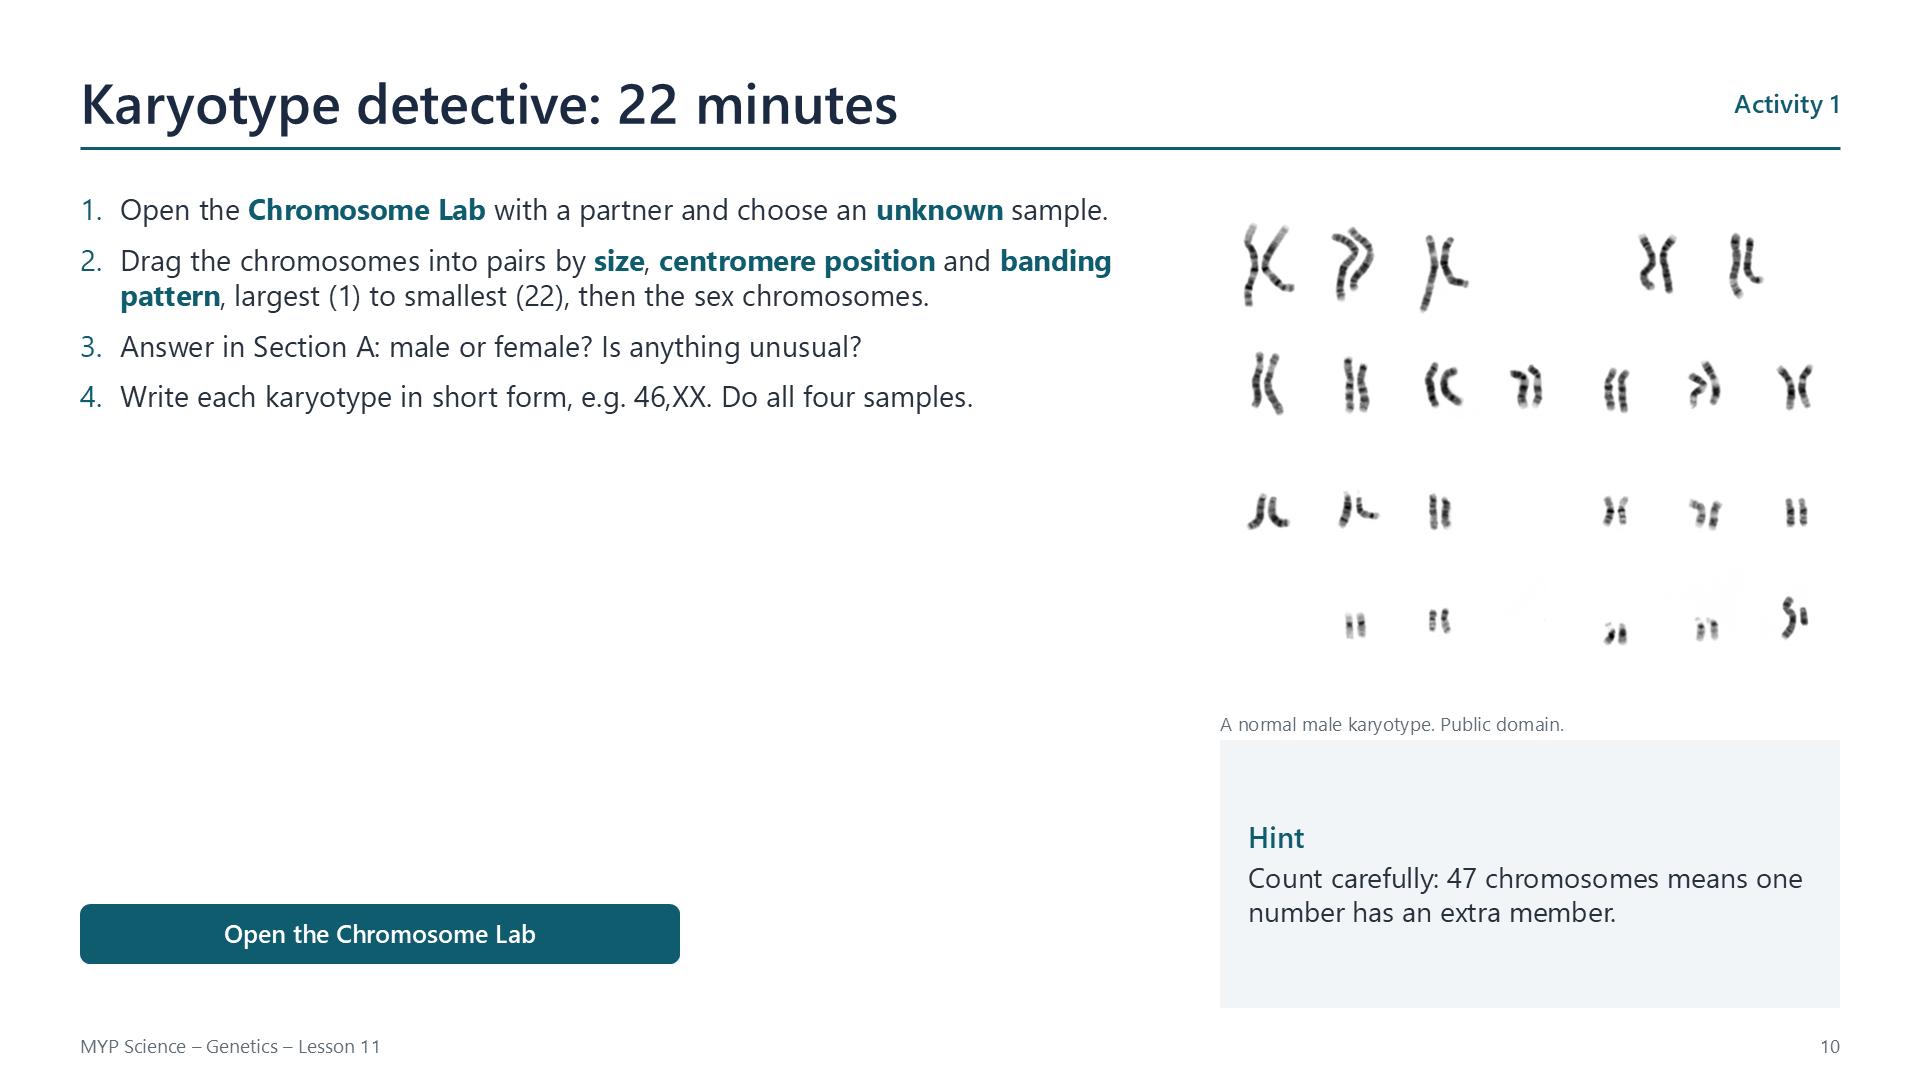 Karyotype detective: 22 minutes
Activity 1
1. Open the Chromosome Lab with a partner and choose an unknown sample.
2. Drag the chromosomes into pairs by size, centromere position and banding
pattern, largest (1) to smallest (22), then the sex chromosomes.
3. Answer in Section A: male or female? Is anything unusual?
4. Write each karyotype in short form, e.g. 46,XX. Do all four samples.
A normal male karyotype. Public domain.
Hint
Count carefully: 47 chromosomes means one
number has an extra member.
Open the Chromosome Lab
MYP Science – Genetics – Lesson 11
10